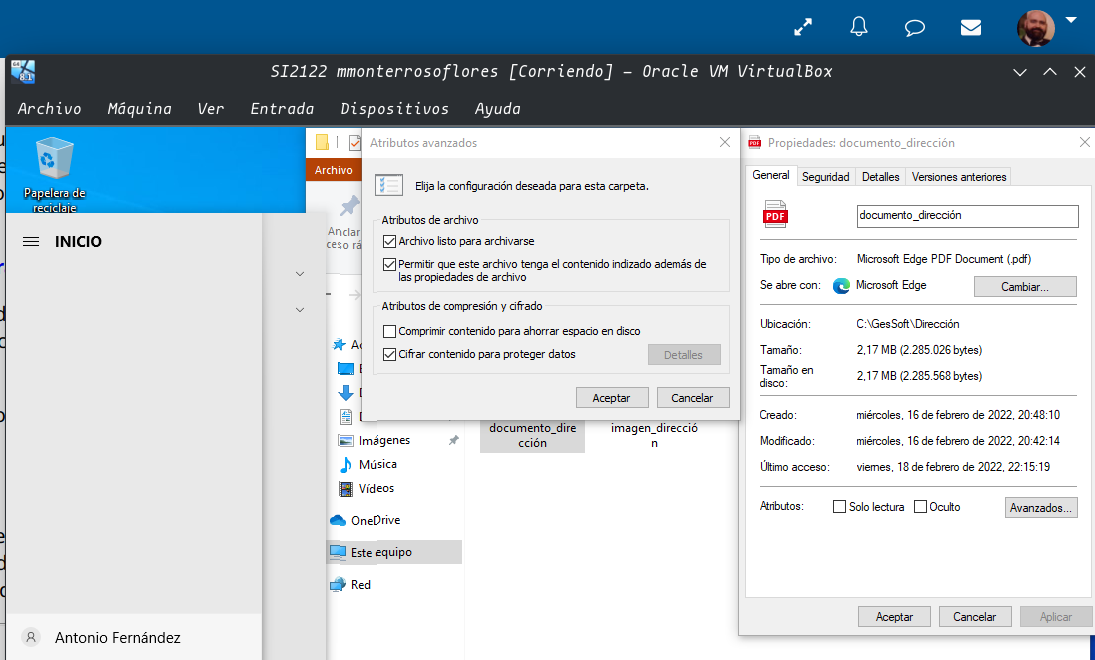 SI2122 mmonterrosoflores [Corriendo] – Oracle VM VirtualBox
Archivo Máquina Ver Entrada Dispositivos Ayuda
64
8.1
Papelera de
reciclaje
INICIO
Antonio Fernández
Archivo
Anclar
Imágenes
Música
Vídeos
OneDrive
Este equipo
Red
documento_dire
cción
imagen_direcció
n
Atributos avanzados
Elija la configuración deseada para esta carpeta.
Atributos de archivo
Archivo listo para archivarse
Permitir que este archivo tenga el contenido indizado además de
las propiedades de archivo
Atributos de compresión y cifrado
Comprimir contenido para ahorrar espacio en disco
Cifrar contenido para proteger datos
Detalles
Aceptar Cancelar
PDF Propiedades: documento_dirección
General Seguridad Detalles Versiones anteriores
PDF documento_dirección
Tipo de archivo: Microsoft Edge PDF Document (.pdf)
Se abre con: Microsoft Edge Cambiar...
Ubicación: C:\GesSoft\Dirección
Tamaño: 2,17 MB (2.285.026 bytes)
Tamaño en
disco: 2,17 MB (2.285.568 bytes)
Creado: miércoles, 16 de febrero de 2022, 20:48:10
Modificado: miércoles, 16 de febrero de 2022, 20:42:14
Último acceso: viernes, 18 de febrero de 2022, 22:15:19
Atributos: Solo lectura Oculto Avanzados...
Aceptar Cancelar Aplicar